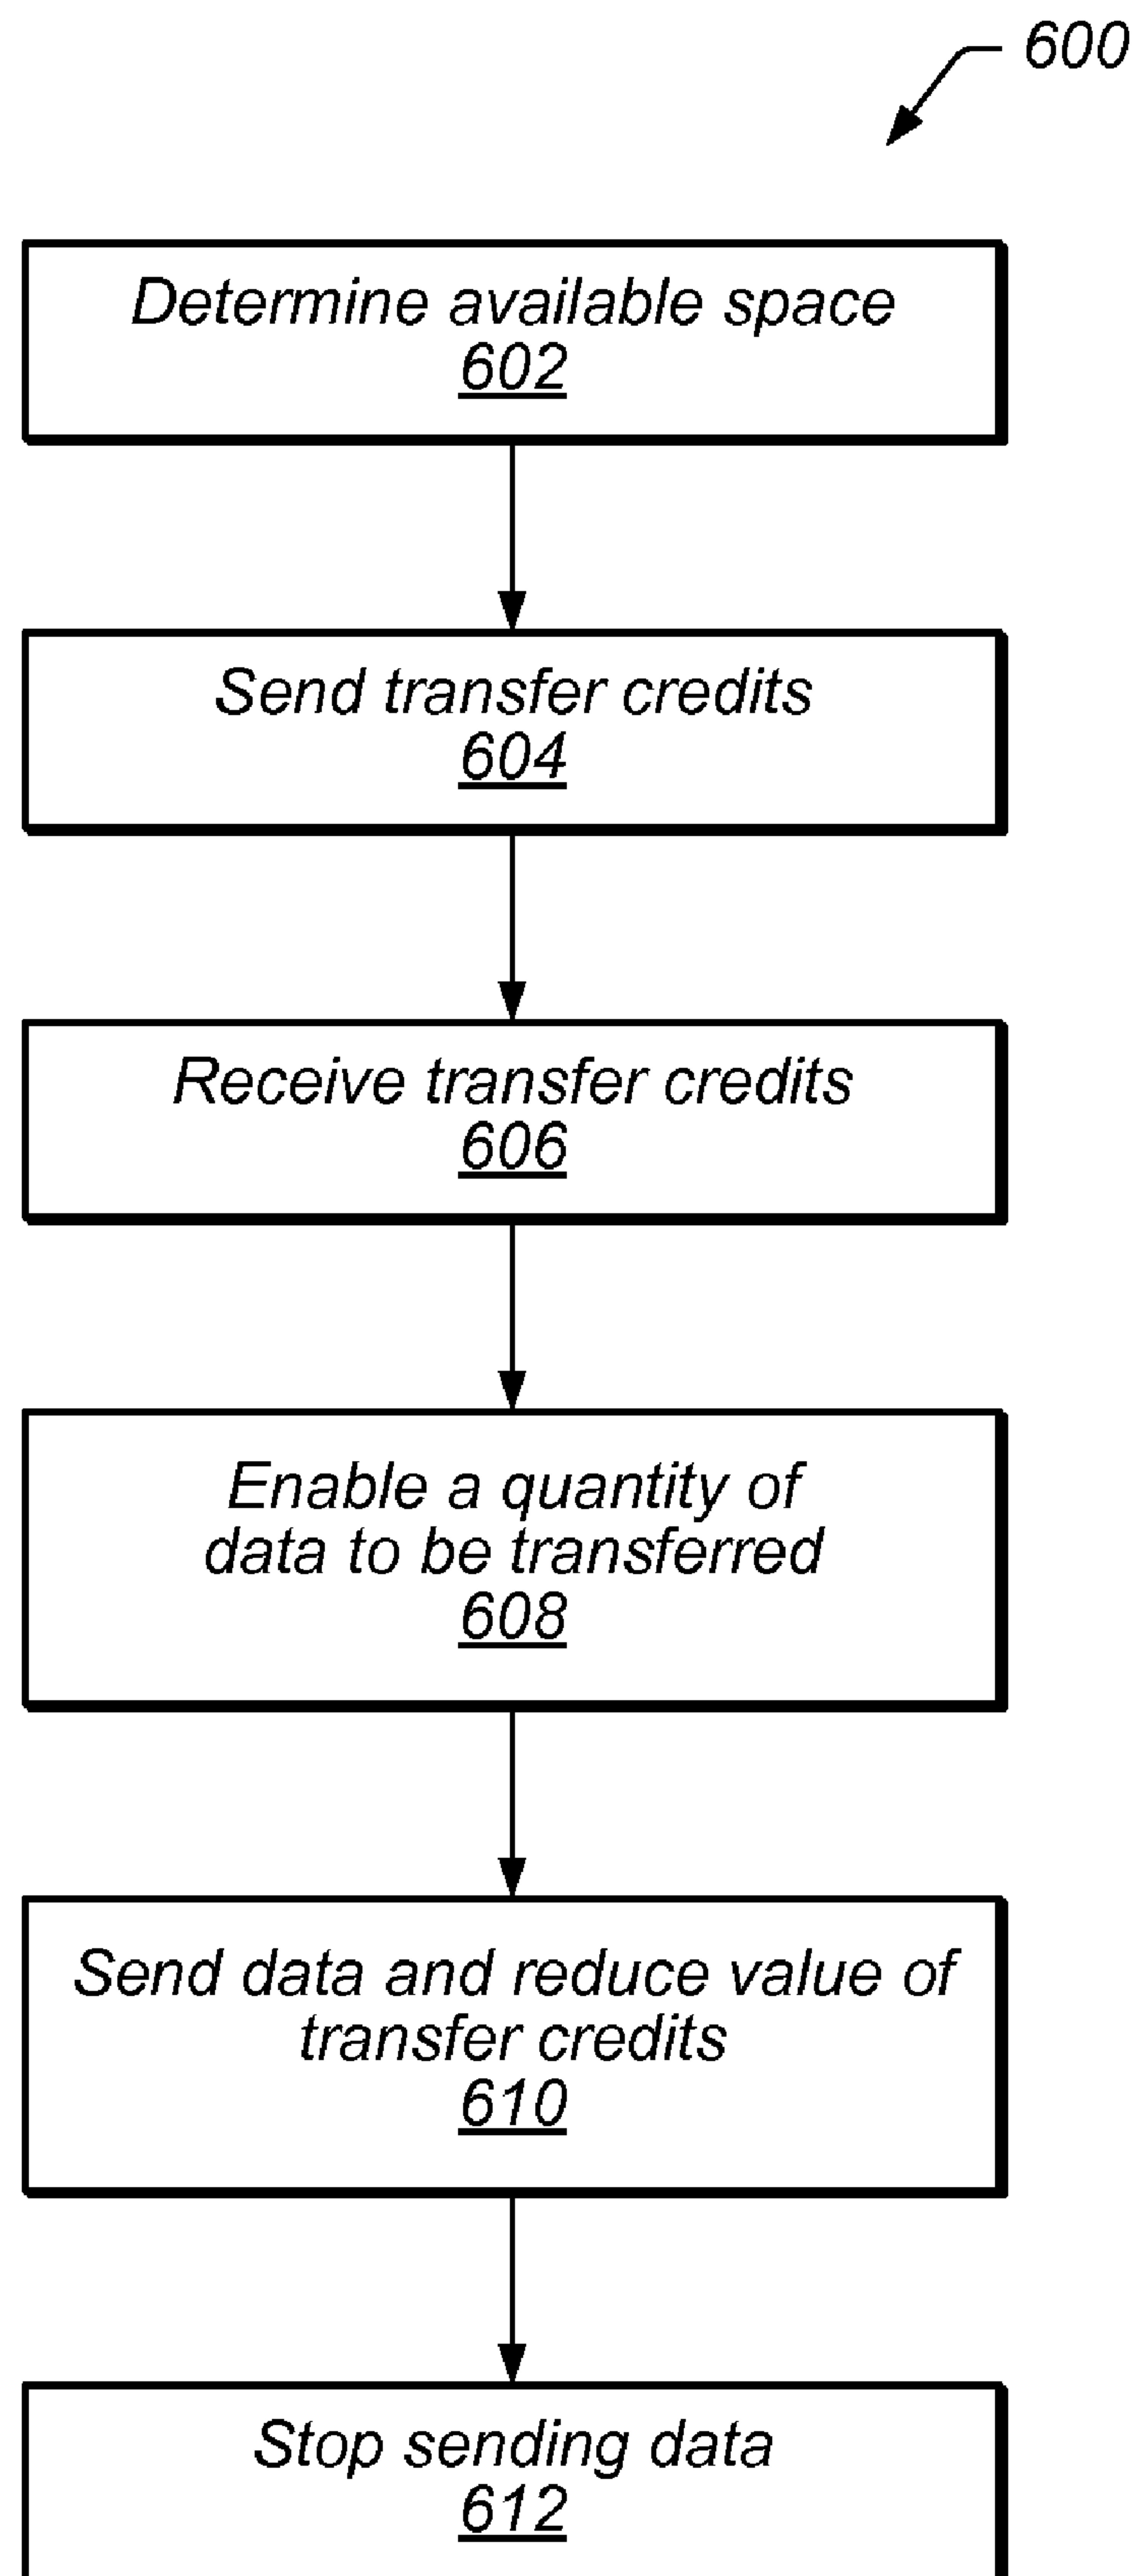 600
Determine available space
602
Send transfer credits
604
Receive transfer credits
606
Enable a quantity of
data to be transferred
608
Send data and reduce value of
transfer credits
610
Stop sending data
612